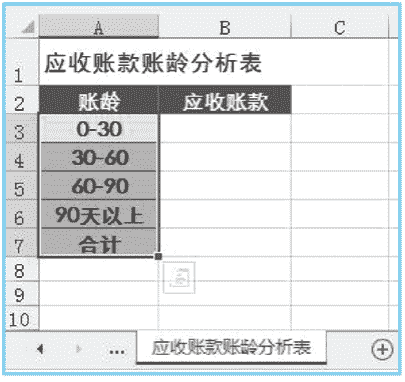 A B C
1 应收账款账龄分析表
2 账龄 应收账款
3 0-30
4 30-60
5 60-90
6 90天以上
7 合计
8
9
10
... 应收账款账龄分析表